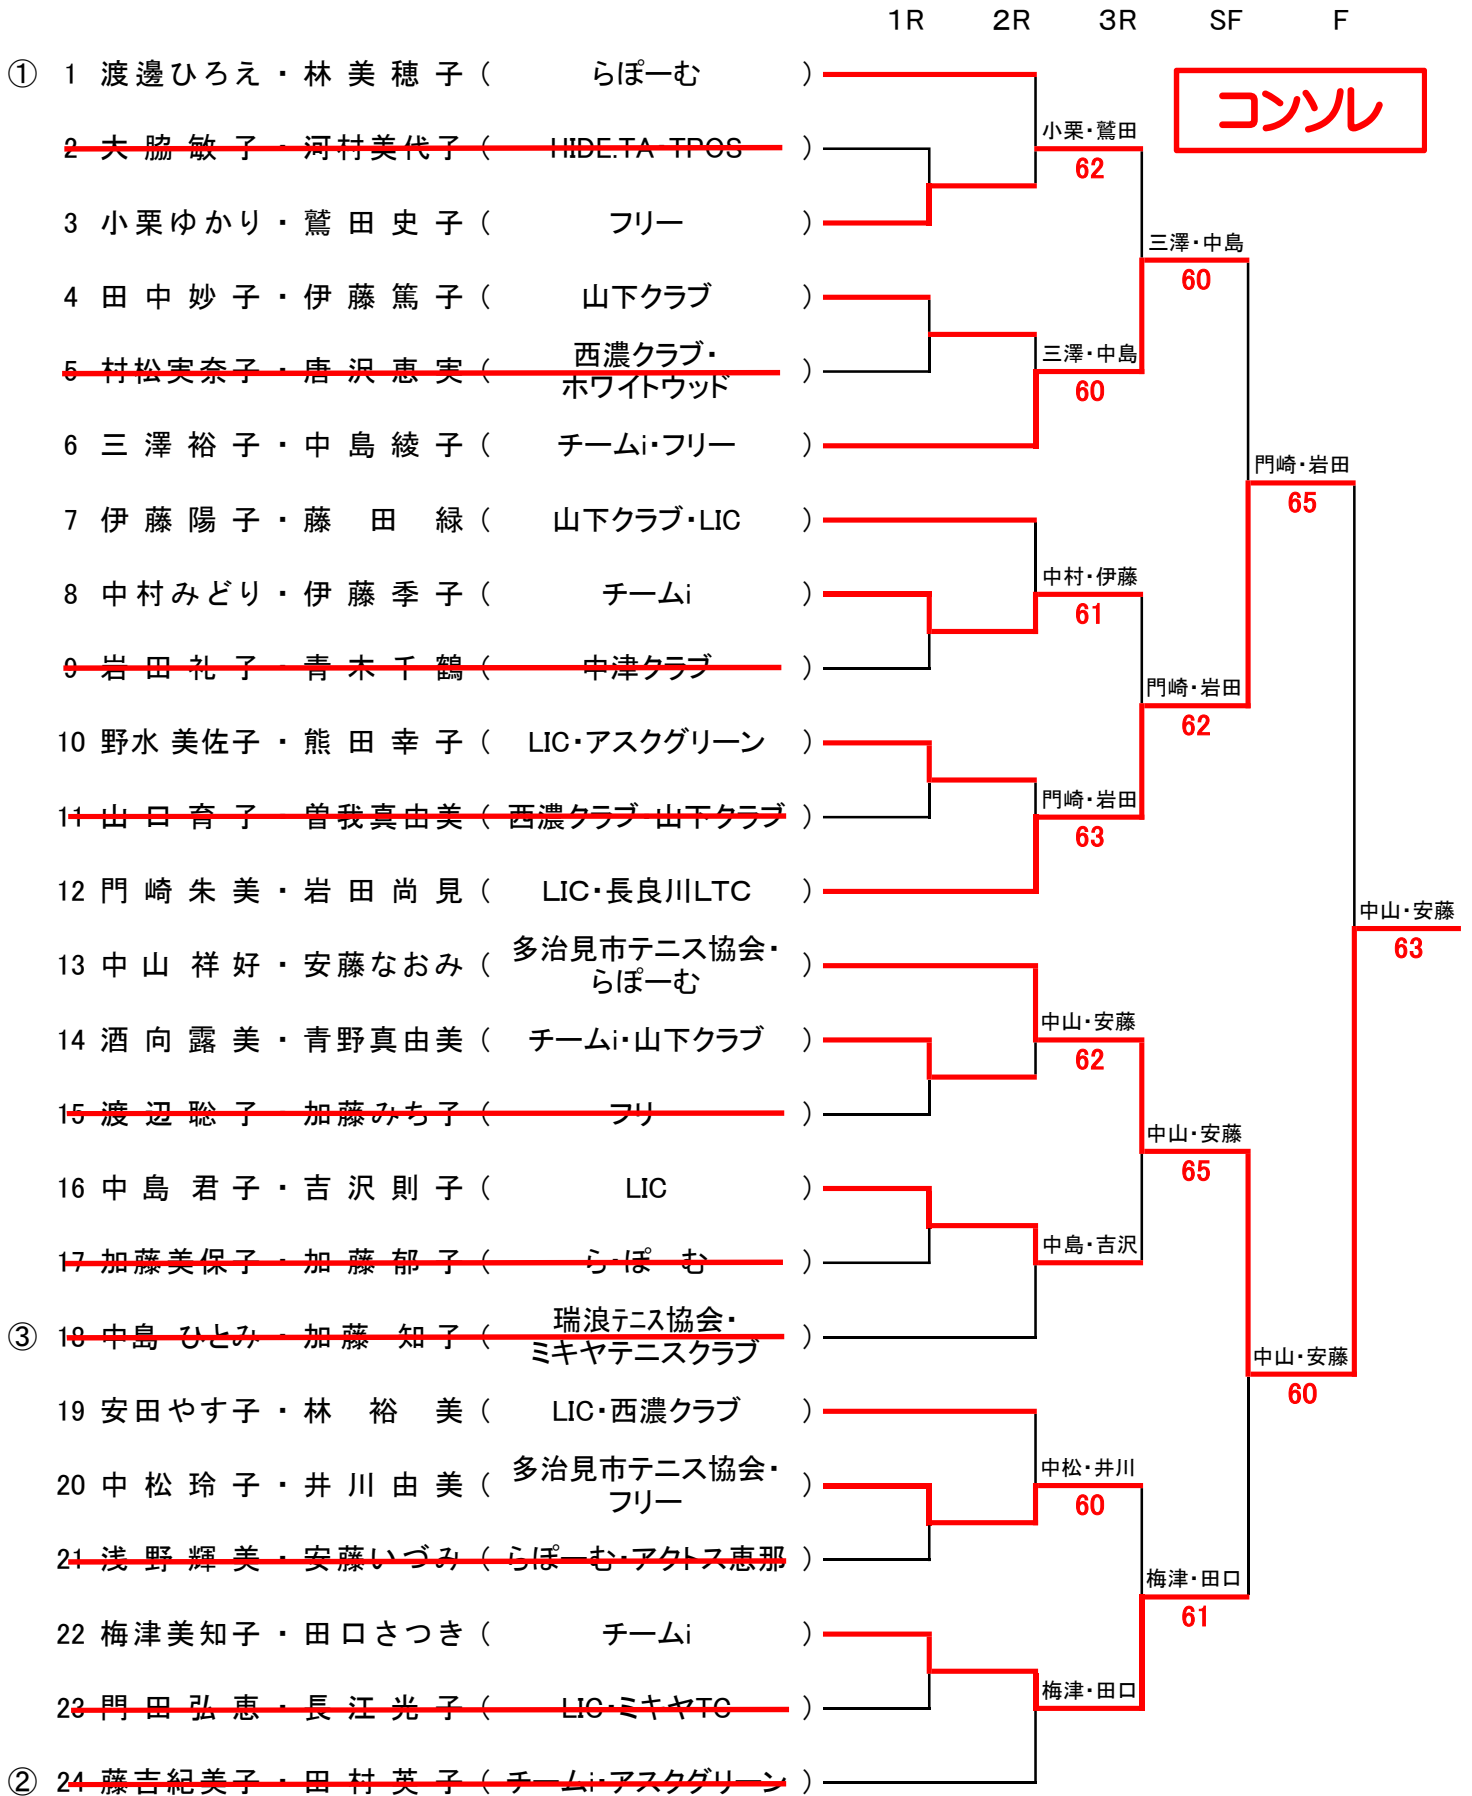 1R 2R 3R SF F
コンソレ
① 1 渡邊ひろえ・林美穂子(らぽーむ)
小栗・鷲田
2 大脇敏子・河村美代子(HIDE.TA・TPOS)
62
3 小栗ゆかり・鷲田史子(フリー)
三澤・中島
60
4 田中妙子・伊藤篤子(山下クラブ)
三澤・中島
5 村松実奈子・唐沢恵実(西濃クラブ・
ホワイトウッド)
60
6 三澤裕子・中島綾子(チームi・フリー)
門崎・岩田
65
7 伊藤陽子・藤田緑(山下クラブ・LIC)
中村・伊藤
8 中村みどり・伊藤季子(チームi)
61
9 岩田礼子・青木千鶴(中津クラブ)
門崎・岩田
62
10 野水美佐子・熊田幸子(LIC・アスクグリーン)
門崎・岩田
11 山口育子・曽我真由美(西濃クラブ・山下クラブ)
63
12 門崎朱美・岩田尚見(LIC・長良川LTC)
中山・安藤
63
13 中山祥好・安藤なおみ(多治見市テニス協会・
らぽーむ)
中山・安藤
14 酒向露美・青野真由美(チームi・山下クラブ)
62
15 渡辺聡子・加藤みち子(フリー)
中山・安藤
65
16 中島君子・吉沢則子(LIC)
中島・吉沢
17 加藤美保子・加藤郁子(ら・ぽーむ)
③ 18 中島ひとみ・加藤知子(瑞浪テニス協会・
ミキヤテニスクラブ)
中山・安藤
60
19 安田やす子・林裕美(LIC・西濃クラブ)
中松・井川
20 中松玲子・井川由美(多治見市テニス協会・
フリー)
60
21 浅野輝美・安藤いづみ(らぽーむ・アクトス恵那)
梅津・田口
61
22 梅津美知子・田口さつき(チームi)
梅津・田口
23 門田弘恵・長江光子(LIC・ミキヤTC)
② 24 藤吉紀美子・田村英子(チームi・アスクグリーン)